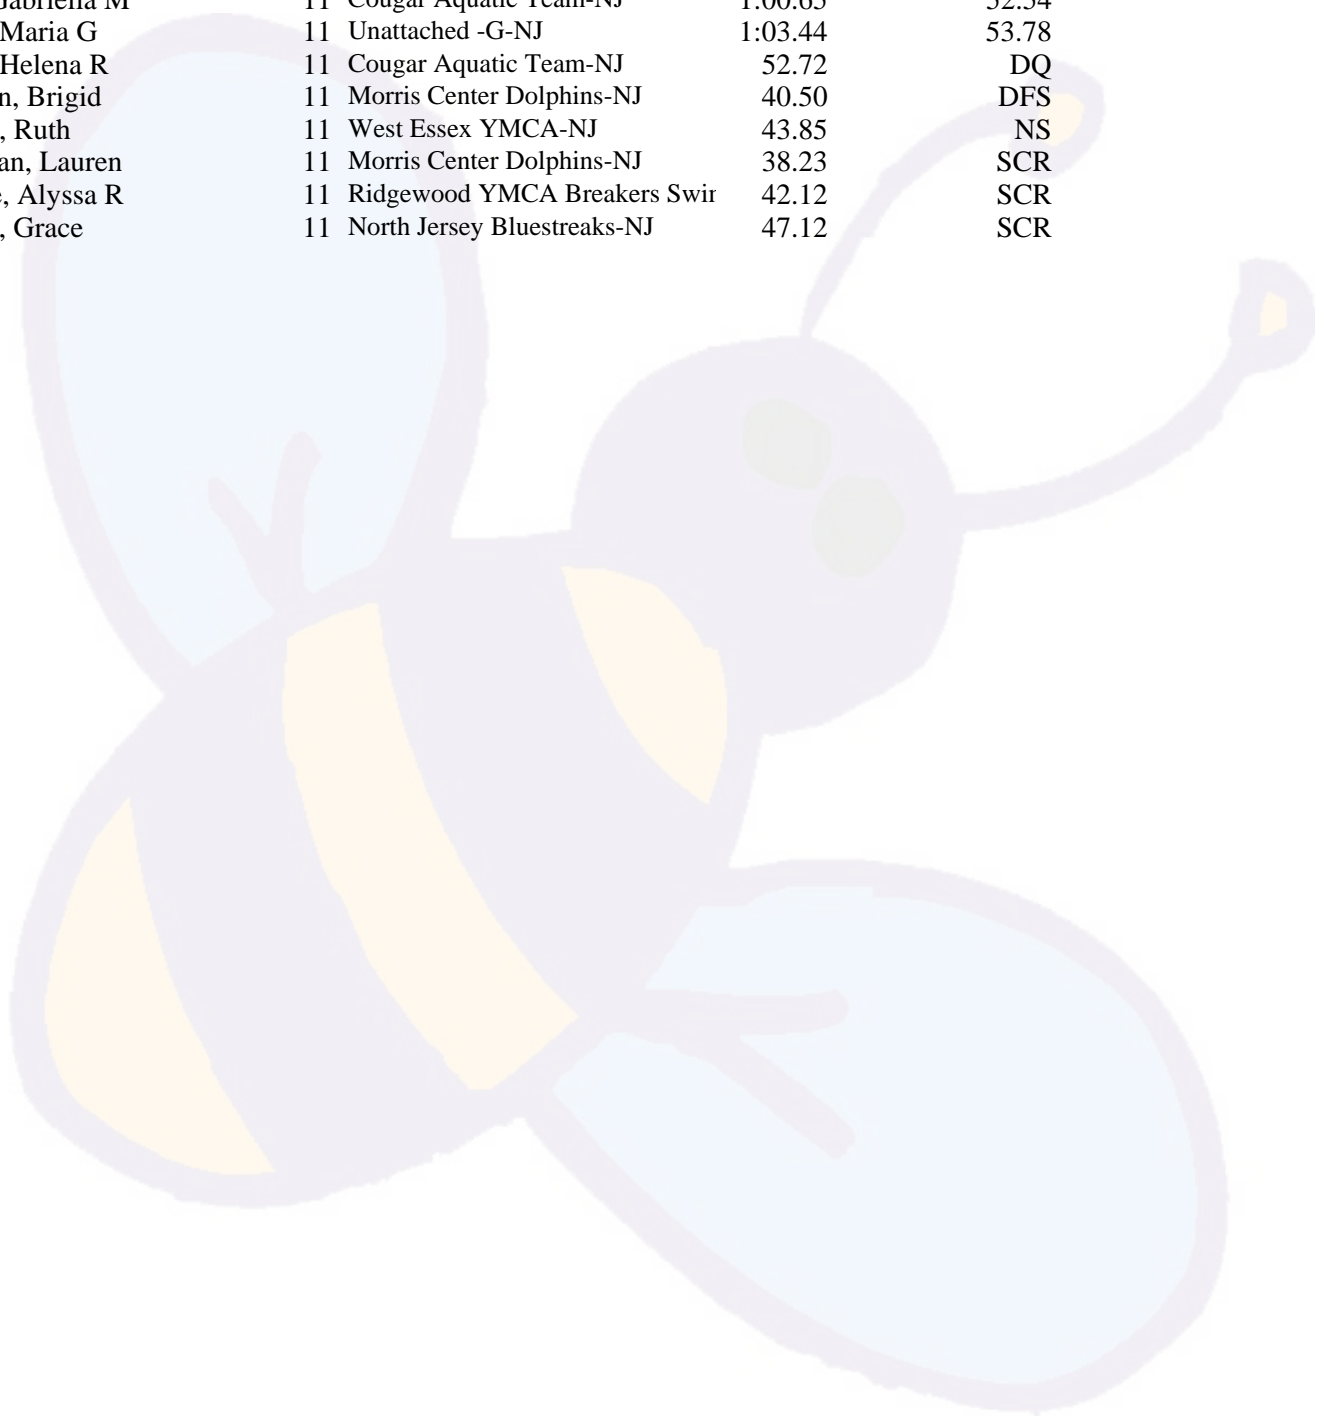 Gabriella M 11 Cougar Aquatic Team-NJ 1:00.65 52.54
Maria G 11 Unattached -G-NJ 1:03.44 53.78
Helena R 11 Cougar Aquatic Team-NJ 52.72 DQ
n, Brigid 11 Morris Center Dolphins-NJ 40.50 DFS
, Ruth 11 West Essex YMCA-NJ 43.85 NS
an, Lauren 11 Morris Center Dolphins-NJ 38.23 SCR
, Alyssa R 11 Ridgewood YMCA Breakers Swir 42.12 SCR
, Grace 11 North Jersey Bluestreaks-NJ 47.12 SCR